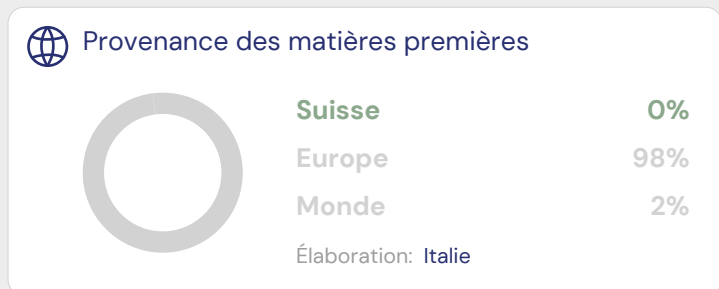 Provenance des matières premières
Suisse 0%
Europe 98%
Monde 2%
Élaboration: Italie